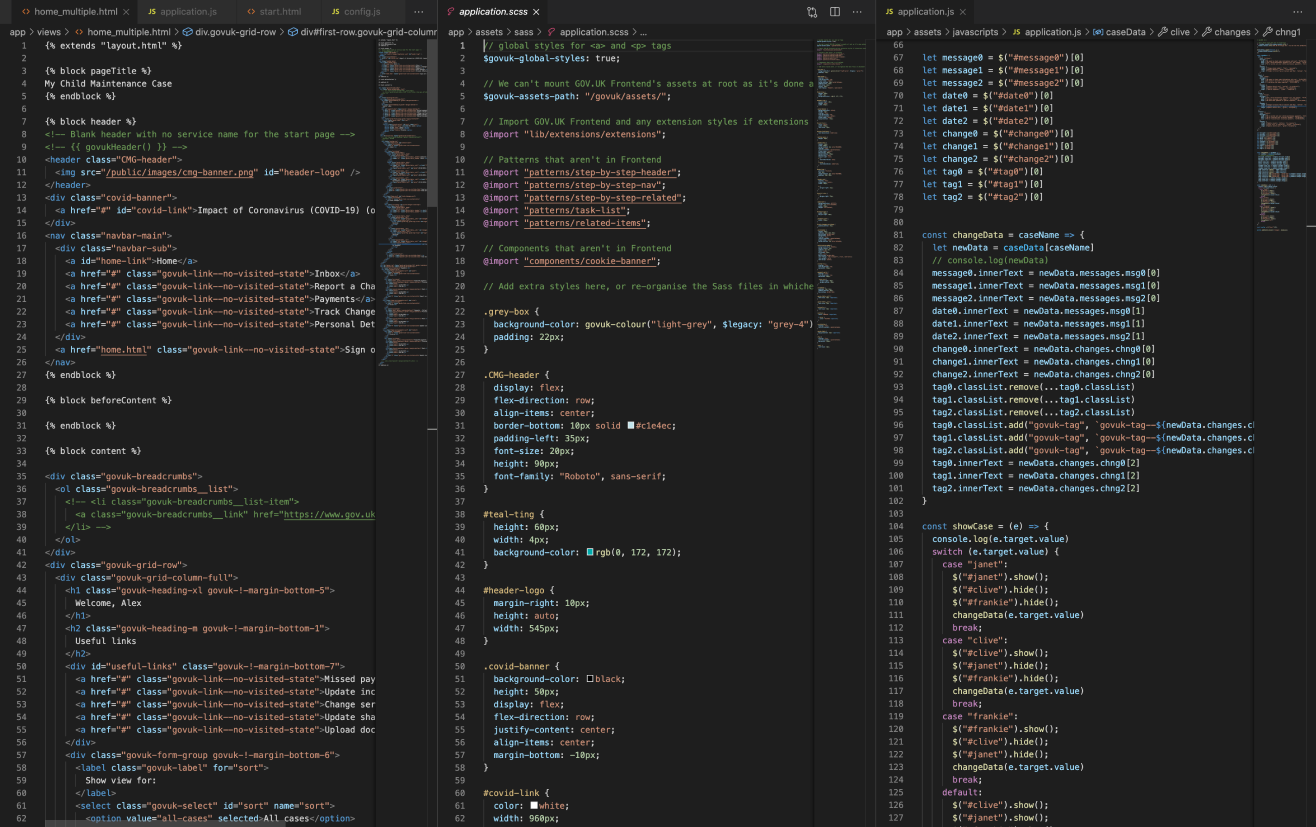 home_multiple.html
application.js
start.html
config.js
app > views > home_multiple.html > div.govuk-grid-row > div#first-row.govuk-grid-column
1 {% extends "layout.html" %}
2
3 {% block pageTitle %}
4 My Child Maintenance Case
5 {% endblock %}
6
7 {% block header %}
8 <!-- Blank header with no service name for the start page -->
9 <!-- {{ govukHeader() }} -->
10 <header class="CMG-header">
11 <img src="/public/images/cmg-banner.png" id="header-logo" />
12 </header>
13 <div class="covid-banner">
14 <a href="#" id="covid-link">Impact of Coronavirus (COVID-19) (o
15 </div>
16 <nav class="navbar-main">
17 <div class="navbar-sub">
18 <a id="home-link">Home</a>
19 <a href="#" class="govuk-link--no-visited-state">Inbox</a>
20 <a href="#" class="govuk-link--no-visited-state">Report a Cha
21 <a href="#" class="govuk-link--no-visited-state">Payments</a>
22 <a href="#" class="govuk-link--no-visited-state">Track Change
23 <a href="#" class="govuk-link--no-visited-state">Personal Det
24 </div>
25 <a href="home.html" class="govuk-link--no-visited-state">Sign o
26 </nav>
27 {% endblock %}
28
29 {% block beforeContent %}
30
31 {% endblock %}
32
33 {% block content %}
34
35 <div class="govuk-breadcrumbs">
36 <ol class="govuk-breadcrumbs__list">
37 <!-- <li class="govuk-breadcrumbs__list-item">
38 <a class="govuk-breadcrumbs__link" href="https://www.gov.uk
39 </li> -->
40 </ol>
41 </div>
42 <div class="govuk-grid-row">
43 <div class="govuk-grid-column-full">
44 <h1 class="govuk-heading-xl govuk-!-margin-bottom-5">
45 Welcome, Alex
46 </h1>
47 <h2 class="govuk-heading-m govuk-!-margin-bottom-1">
48 Useful links
49 </h2>
50 <div id="useful-links" class="govuk-!-margin-bottom-7">
51 <a href="#" class="govuk-link--no-visited-state">Missed pay
52 <a href="#" class="govuk-link--no-visited-state">Update inc
53 <a href="#" class="govuk-link--no-visited-state">Change ser
54 <a href="#" class="govuk-link--no-visited-state">Update sha
55 <a href="#" class="govuk-link--no-visited-state">Upload doc
56 </div>
57 <div class="govuk-form-group govuk-!-margin-bottom-6">
58 <label class="govuk-label" for="sort">
59 Show view for:
60 </label>
61 <select class="govuk-select" id="sort" name="sort">
62 <option value="all-cases" selected>All cases</option>
application.scss
app > assets > sass > application.scss > ...
1 // global styles for <a> and <p> tags
2 $govuk-global-styles: true;
3
4 // We can't mount GOV.UK Frontend's assets at root as it's done a
5 $govuk-assets-path: "/govuk/assets/";
6
7 // Import GOV.UK Frontend and any extension styles if extensions
8 @import "lib/extensions/extensions";
9
10 // Patterns that aren't in Frontend
11 @import "patterns/step-by-step-header";
12 @import "patterns/step-by-step-nav";
13 @import "patterns/step-by-step-related";
14 @import "patterns/task-list";
15 @import "patterns/related-items";
16
17 // Components that aren't in Frontend
18 @import "components/cookie-banner";
19
20 // Add extra styles here, or re-organise the Sass files in whiche
21
22 .grey-box {
23 background-color: govuk-colour("light-grey", $legacy: "grey-4")
24 padding: 22px;
25 }
26
27 .CMG-header {
28 display: flex;
29 flex-direction: row;
30 align-items: center;
31 border-bottom: 10px solid #c1e4ec;
32 padding-left: 35px;
33 font-size: 20px;
34 height: 90px;
35 font-family: "Roboto", sans-serif;
36 }
37
38 #teal-ting {
39 height: 60px;
40 width: 4px;
41 background-color: rgb(0, 172, 172);
42 }
43
44 #header-logo {
45 margin-right: 10px;
46 height: auto;
47 width: 545px;
48 }
49
50 .covid-banner {
51 background-color: black;
52 height: 50px;
53 display: flex;
54 flex-direction: row;
55 justify-content: center;
56 align-items: center;
57 margin-bottom: -10px;
58 }
59
60 #covid-link {
61 color: white;
62 width: 960px;
application.js
app > assets > javascripts > application.js > caseData > clive > changes > chng1
66
67 let message0 = $("#message0")[0]
68 let message1 = $("#message1")[0]
69 let message2 = $("#message2")[0]
70 let date0 = $("#date0")[0]
71 let date1 = $("#date1")[0]
72 let date2 = $("#date2")[0]
73 let change0 = $("#change0")[0]
74 let change1 = $("#change1")[0]
75 let change2 = $("#change2")[0]
76 let tag0 = $("#tag0")[0]
77 let tag1 = $("#tag1")[0]
78 let tag2 = $("#tag2")[0]
79
80
81 const changeData = caseName => {
82 let newData = caseData[caseName]
83 // console.log(newData)
84 message0.innerText = newData.messages.msg0[0]
85 message1.innerText = newData.messages.msg1[0]
86 message2.innerText = newData.messages.msg2[0]
87 date0.innerText = newData.messages.msg0[1]
88 date1.innerText = newData.messages.msg1[1]
89 date2.innerText = newData.messages.msg2[1]
90 change0.innerText = newData.changes.chng0[0]
91 change1.innerText = newData.changes.chng1[0]
92 change2.innerText = newData.changes.chng2[0]
93 tag0.classList.remove(...tag0.classList)
94 tag1.classList.remove(...tag1.classList)
95 tag2.classList.remove(...tag2.classList)
96 tag0.classList.add("govuk-tag", `govuk-tag--${newData.changes.ch
97 tag1.classList.add("govuk-tag", `govuk-tag--${newData.changes.ch
98 tag2.classList.add("govuk-tag", `govuk-tag--${newData.changes.ch
99 tag0.innerText = newData.changes.chng0[2]
100 tag1.innerText = newData.changes.chng1[2]
101 tag2.innerText = newData.changes.chng2[2]
102 }
103
104 const showCase = (e) => {
105 console.log(e.target.value)
106 switch (e.target.value) {
107 case "janet":
108 $("#janet").show();
109 $("#clive").hide();
110 $("#frankie").hide();
111 changeData(e.target.value)
112 break;
113 case "clive":
114 $("#clive").show();
115 $("#janet").hide();
116 $("#frankie").hide();
117 changeData(e.target.value)
118 break;
119 case "frankie":
120 $("#frankie").show();
121 $("#clive").hide();
122 $("#janet").hide();
123 changeData(e.target.value)
124 break;
125 default:
126 $("#clive").show();
127 $("#janet").show();